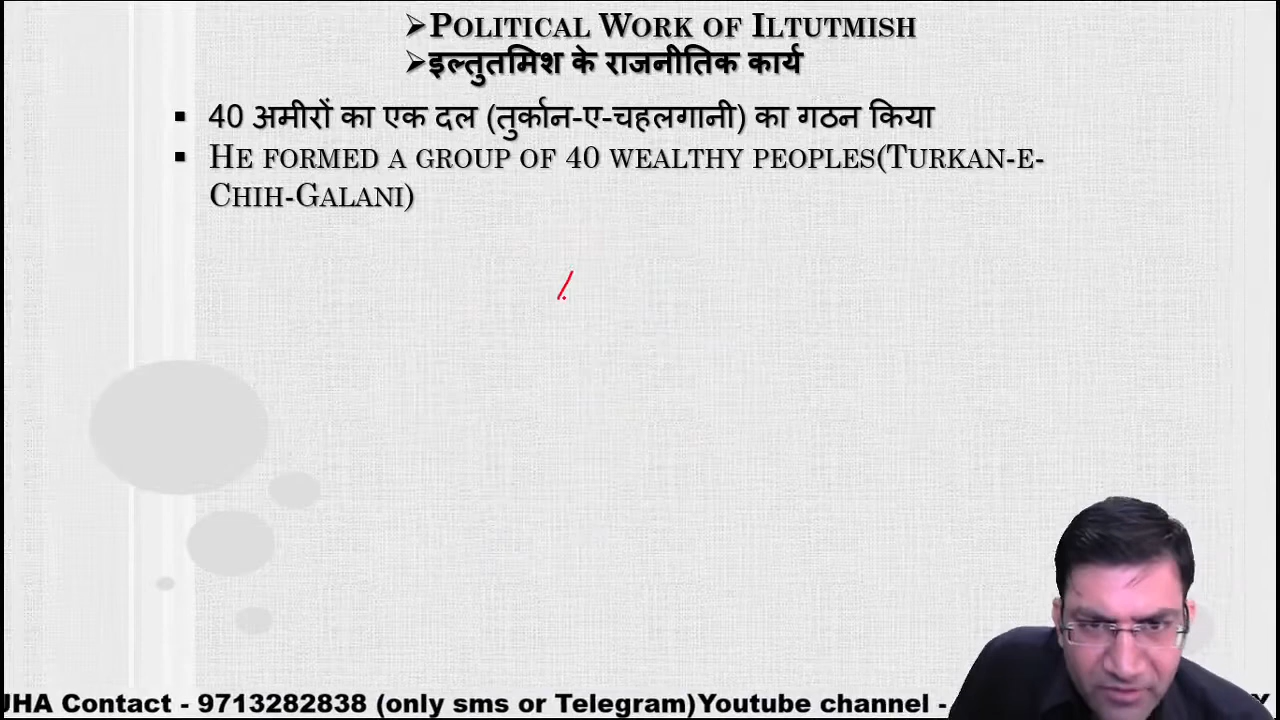 ➢POLITICAL WORK OF ILTUTMISH
➢इल्तुतमिश के राजनीतिक कार्य
▪ 40 अमीरों का एक दल (तुर्कान-ए-चहलगानी) का गठन किया
▪ HE FORMED A GROUP OF 40 WEALTHY PEOPLES(TURKAN-E-
CHIH-GALANI)
JHA Contact - 9713282838 (only sms or Telegram)Youtube channel -